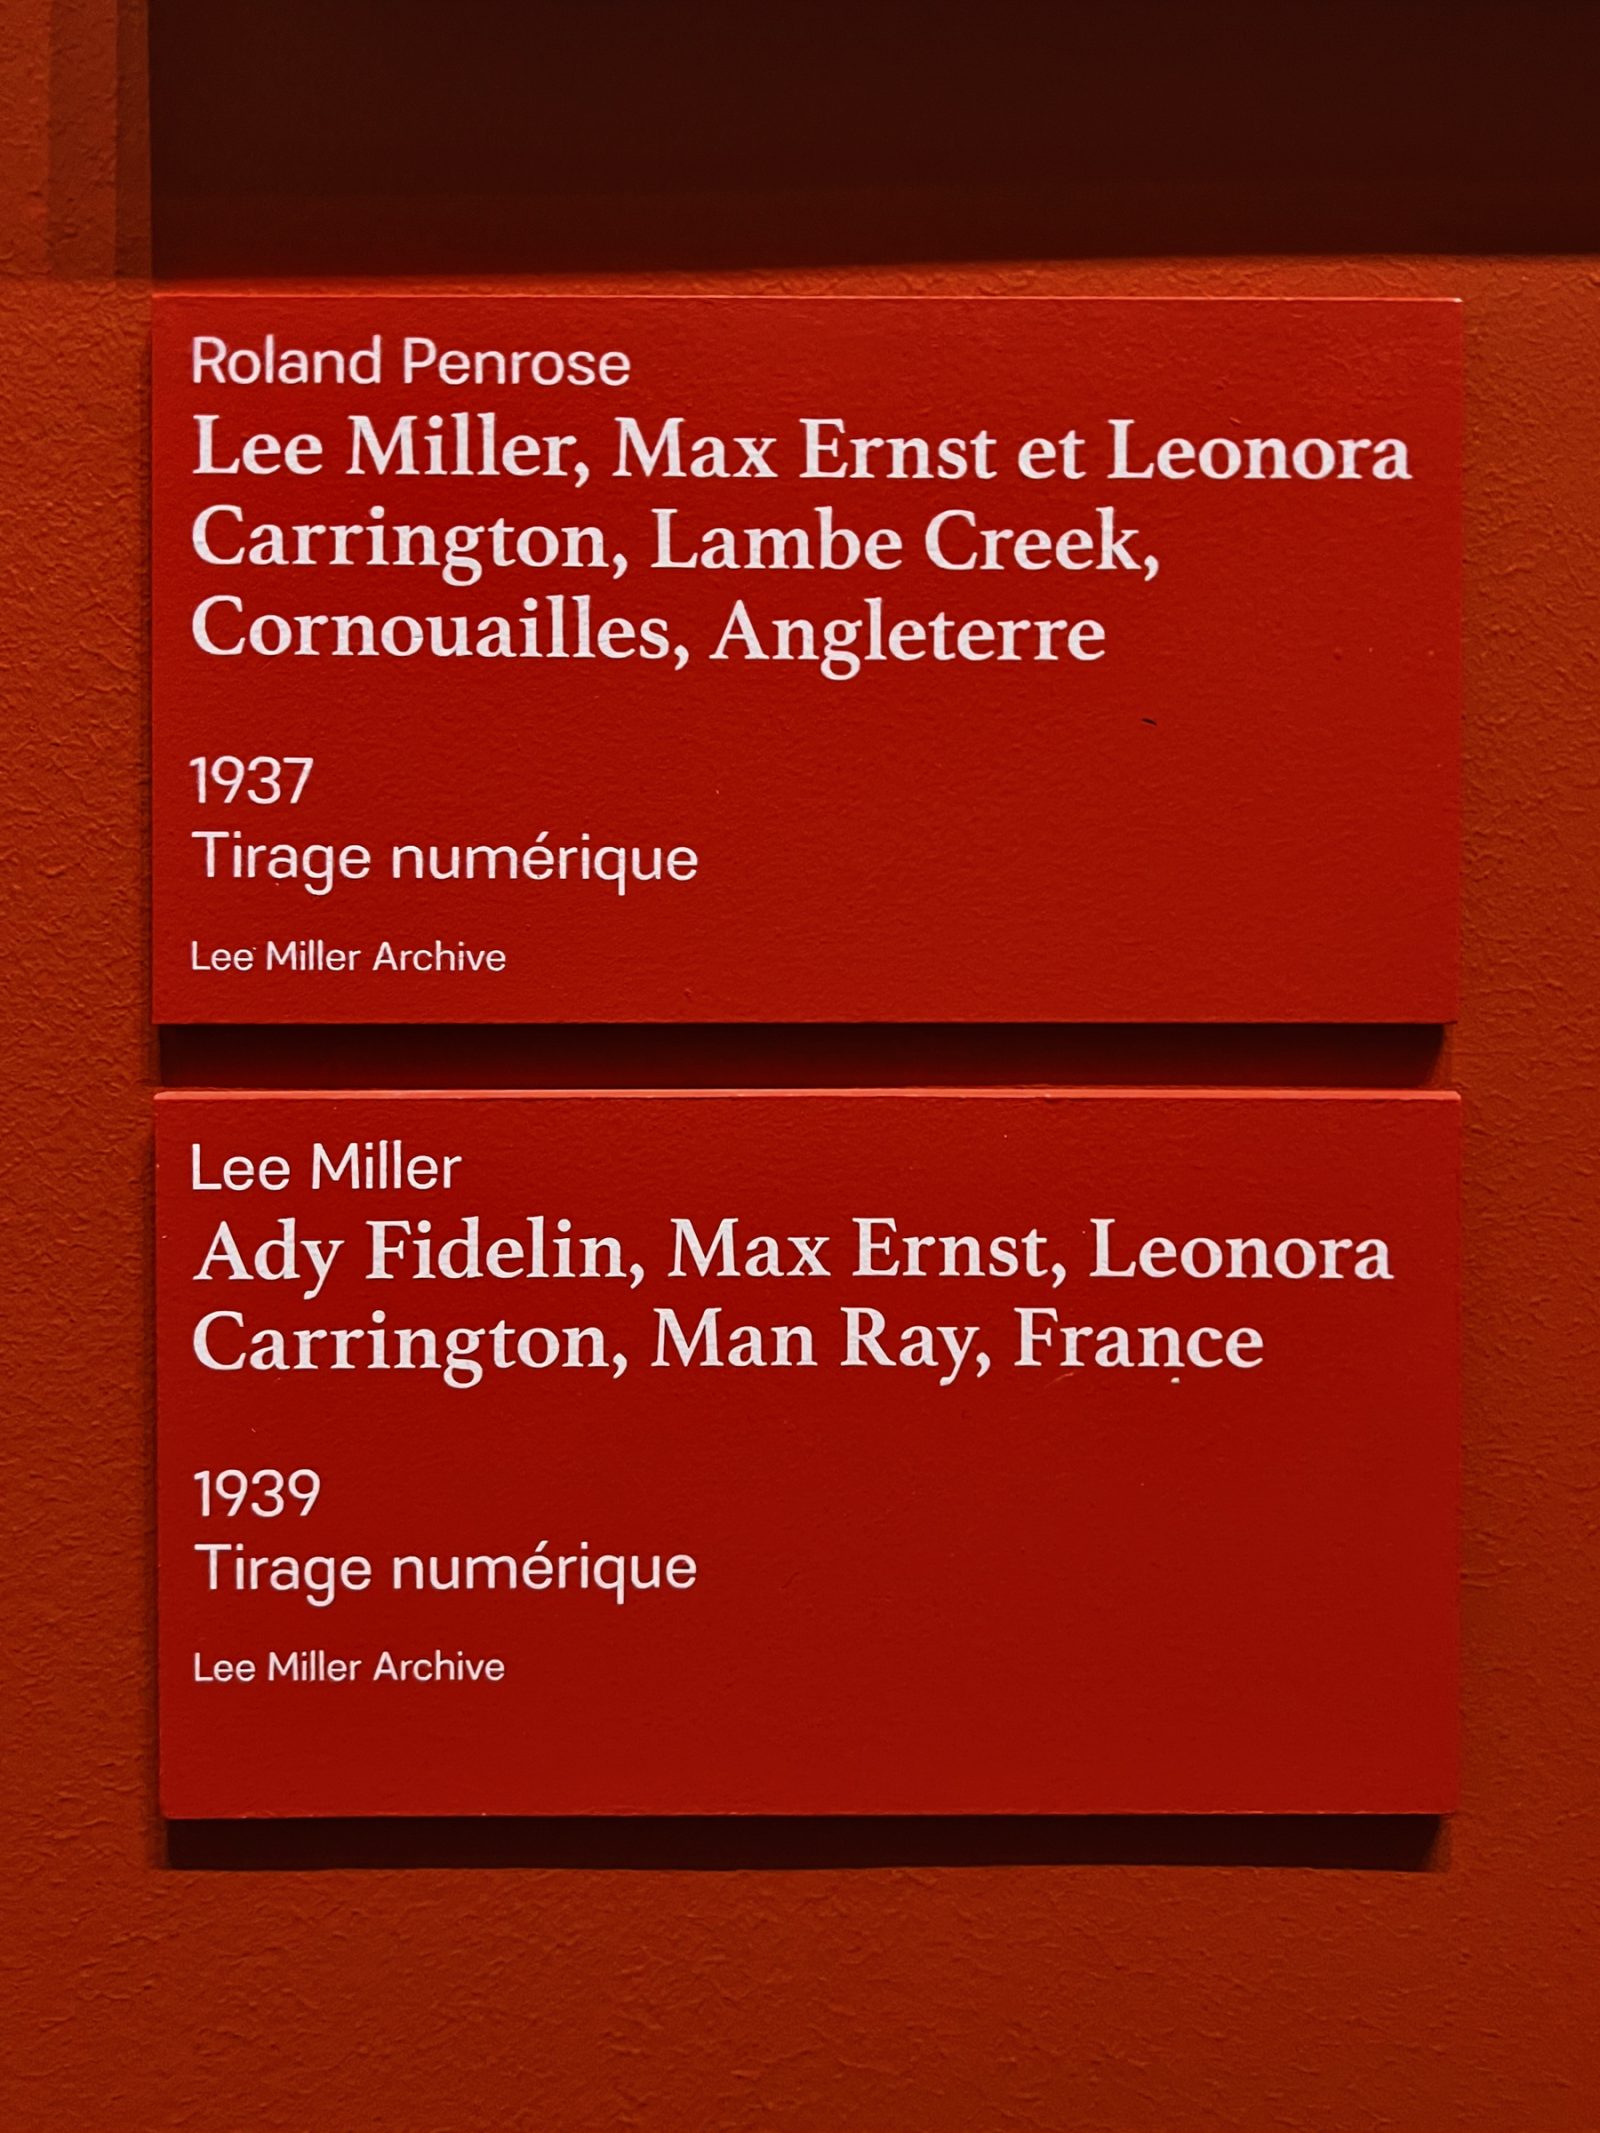 Roland Penrose
Lee Miller, Max Ernst et Leonora
Carrington, Lambe Creek,
Cornouailles, Angleterre
1937
Tirage numérique
Lee Miller Archive
Lee Miller
Ady Fidelin, Max Ernst, Leonora
Carrington, Man Ray, France
1939
Tirage numérique
Lee Miller Archive